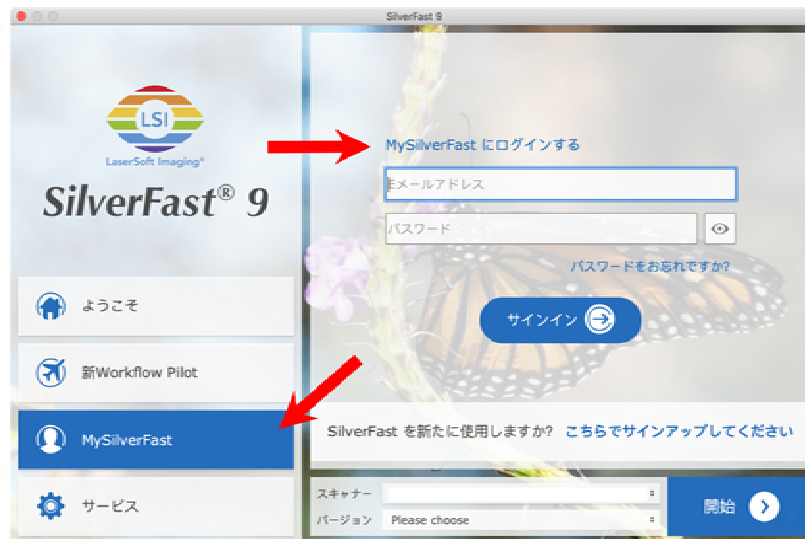 SilverFast 9
LSI
LaserSoft Imaging®
SilverFast® 9
ようこそ
新Workflow Pilot
MySilverFast
サービス
MySilverFast にログインする
Eメールアドレス
パスワード
パスワードをお忘れですか?
サインイン
SilverFast を新たに使用しますか? こちらでサインアップしてください
スキャナー
バージョン Please choose
開始